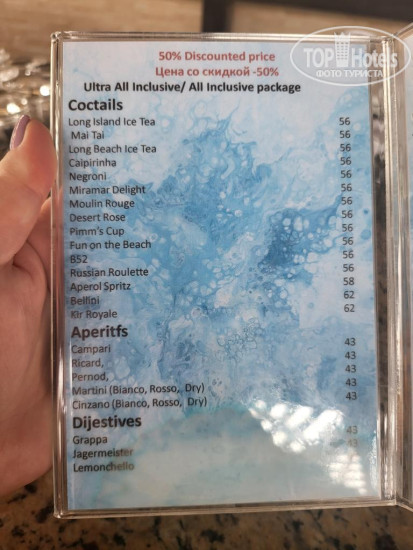 TOP Hotels
ФОТО ТУРИСТА
50% Discounted price
Цена со скидкой -50%
Ultra All Inclusive/ All Inclusive package
Coctails
Long Island Ice Tea 56
Mai Tai 56
Long Beach Ice Tea 56
Caipirinha 56
Negroni 56
Miramar Delight 56
Moulin Rouge 56
Desert Rose 56
Pimm's Cup 56
Fun on the Beach 56
B52 56
Russian Roulette 56
Aperol Spritz 58
Bellini 62
Kir Royale 62
Aperitfs
Campari 43
Ricard, 43
Pernod, 43
Martini (Bianco, Rosso, Dry) 43
Cinzano (Bianco, Rosso, Dry) 43
Dijestives
Grappa 43
Jagermeister 43
Lemonchello